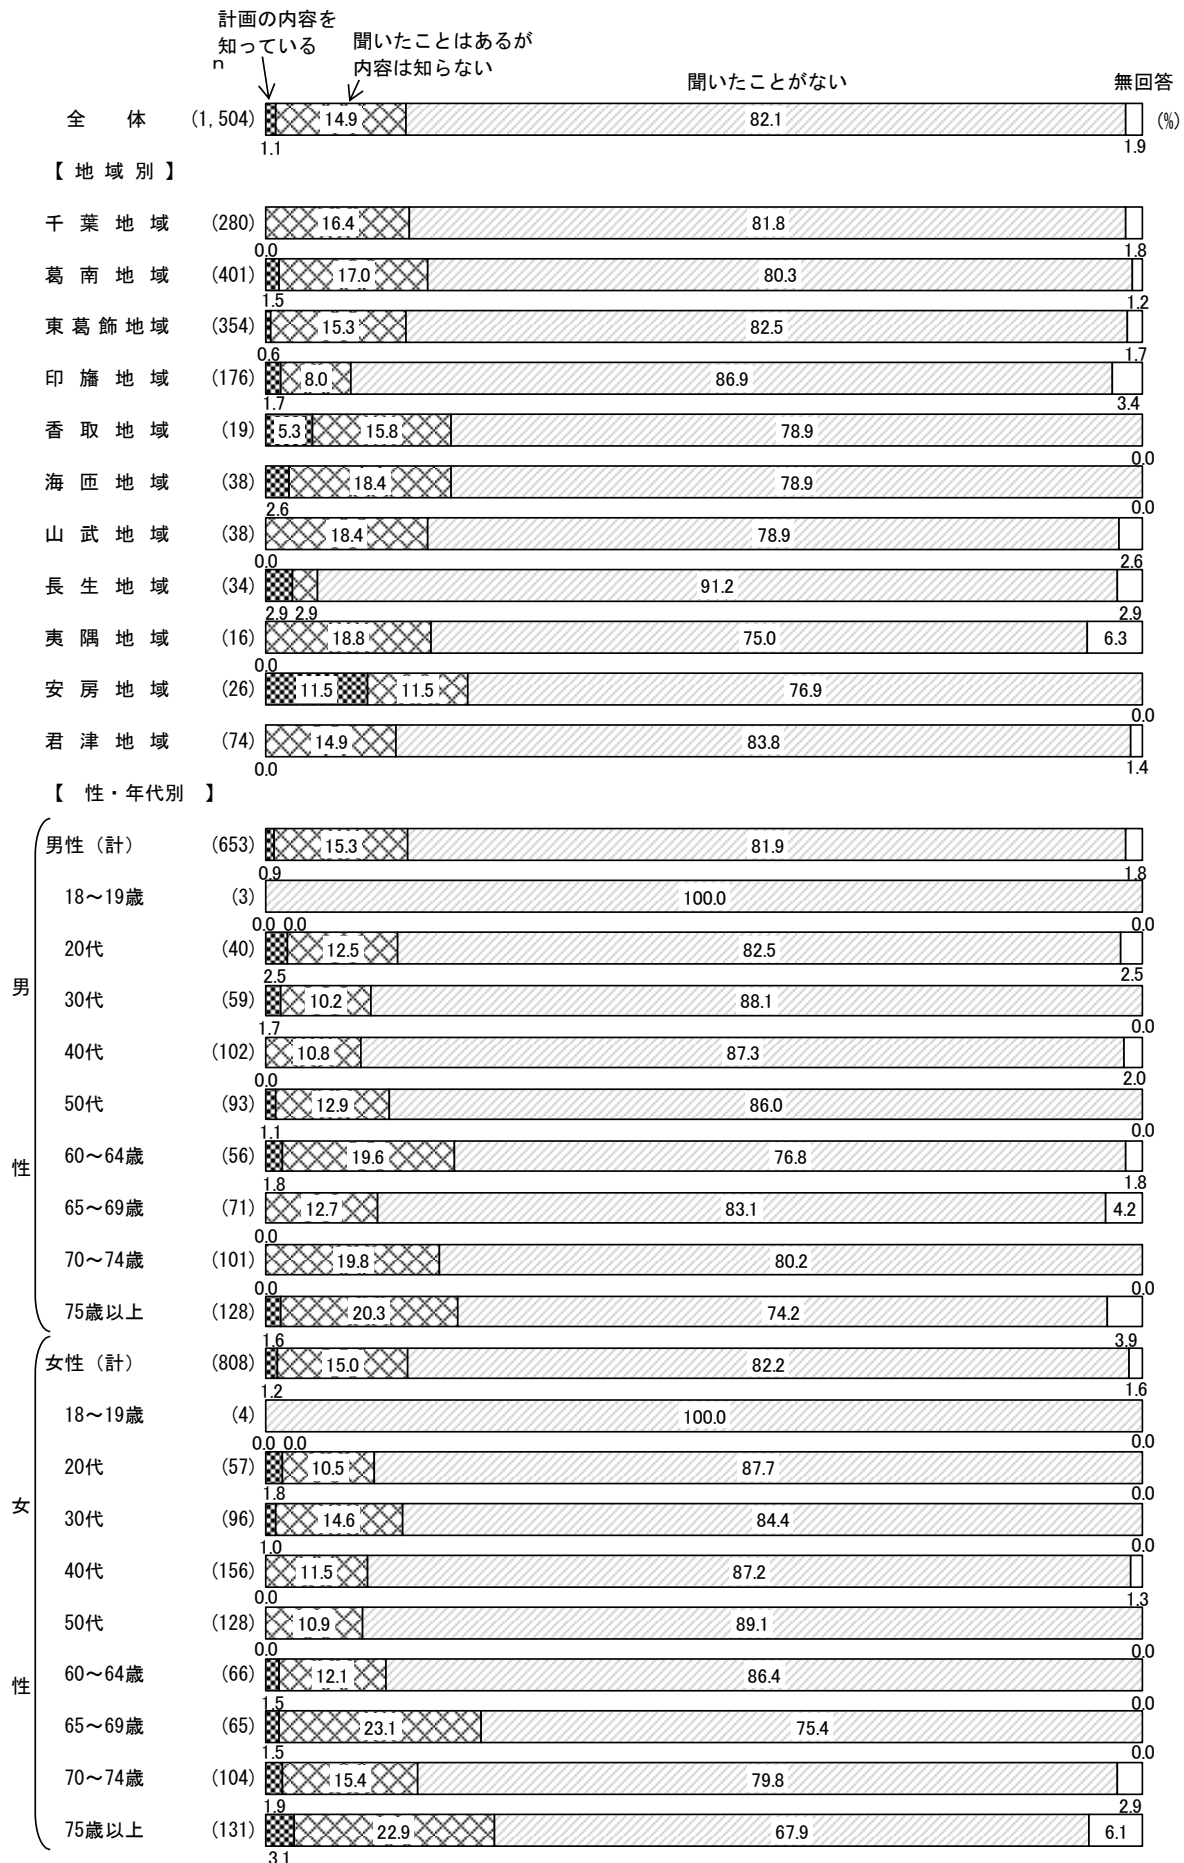 計画の内容を
知っている
聞いたことはあるが
内容は知らない
聞いたことがない
無回答
n
全 体 (1,504) 14.9 82.1 (%)
1.1 1.9
【 地 域 別 】
千 葉 地 域 (280) 16.4 81.8
0.0 1.8
葛 南 地 域 (401) 17.0 80.3
1.5 1.2
東 葛 飾 地 域 (354) 15.3 82.5
0.6 1.7
印 旛 地 域 (176) 8.0 86.9
1.7 3.4
香 取 地 域 (19) 5.3 15.8 78.9
0.0
海 匝 地 域 (38) 18.4 78.9
2.6 0.0
山 武 地 域 (38) 18.4 78.9
0.0 2.6
長 生 地 域 (34) 91.2
2.9 2.9 2.9
夷 隅 地 域 (16) 18.8 75.0 6.3
0.0
安 房 地 域 (26) 11.5 11.5 76.9
0.0
君 津 地 域 (74) 14.9 83.8
0.0 1.4
【 性・年代別 】
男性（計） (653) 15.3 81.9
0.9 1.8
18～19歳 (3) 100.0
0.0 0.0 0.0
20代 (40) 12.5 82.5
2.5 2.5
男
30代 (59) 10.2 88.1
1.7 0.0
40代 (102) 10.8 87.3
0.0 2.0
50代 (93) 12.9 86.0
1.1 0.0
性
60～64歳 (56) 19.6 76.8
1.8 1.8
65～69歳 (71) 12.7 83.1 4.2
0.0
70～74歳 (101) 19.8 80.2
0.0 0.0
75歳以上 (128) 20.3 74.2
1.6 3.9
女性（計） (808) 15.0 82.2
1.2 1.6
18～19歳 (4) 100.0
0.0 0.0 0.0
20代 (57) 10.5 87.7
1.8 0.0
女
30代 (96) 14.6 84.4
1.0 0.0
40代 (156) 11.5 87.2
0.0 1.3
50代 (128) 10.9 89.1
0.0 0.0
性
60～64歳 (66) 12.1 86.4
1.5 0.0
65～69歳 (65) 23.1 75.4
1.5 0.0
70～74歳 (104) 15.4 79.8
1.9 2.9
75歳以上 (131) 22.9 67.9 6.1
3.1